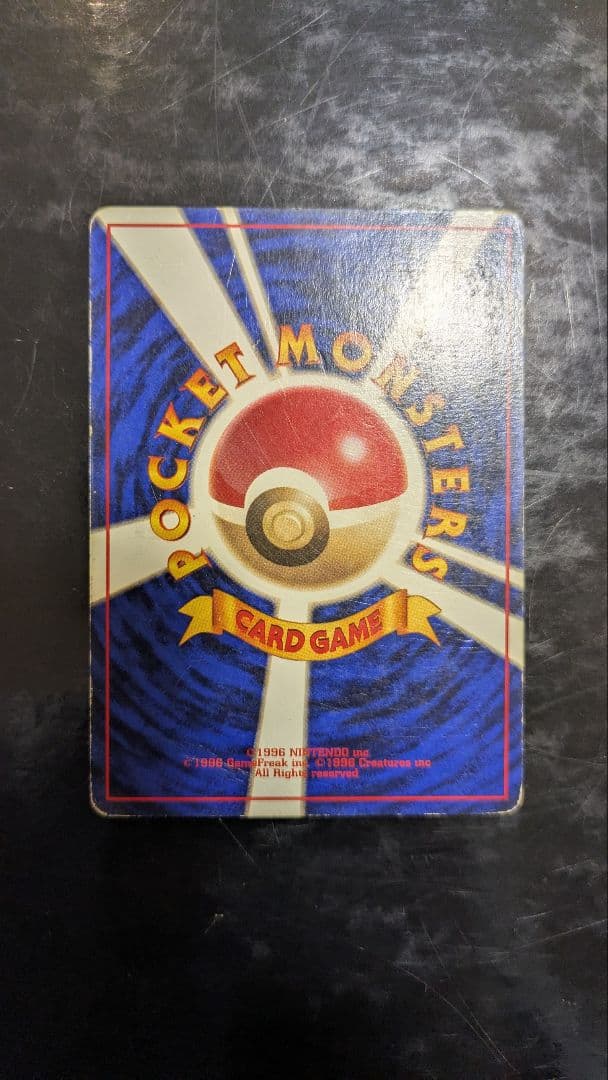 POCKET MONSTERS
CARD GAME
©1996 NINTENDO inc.
©1996 GameFreak inc. ©1996 Creatures inc
All Rights reserved